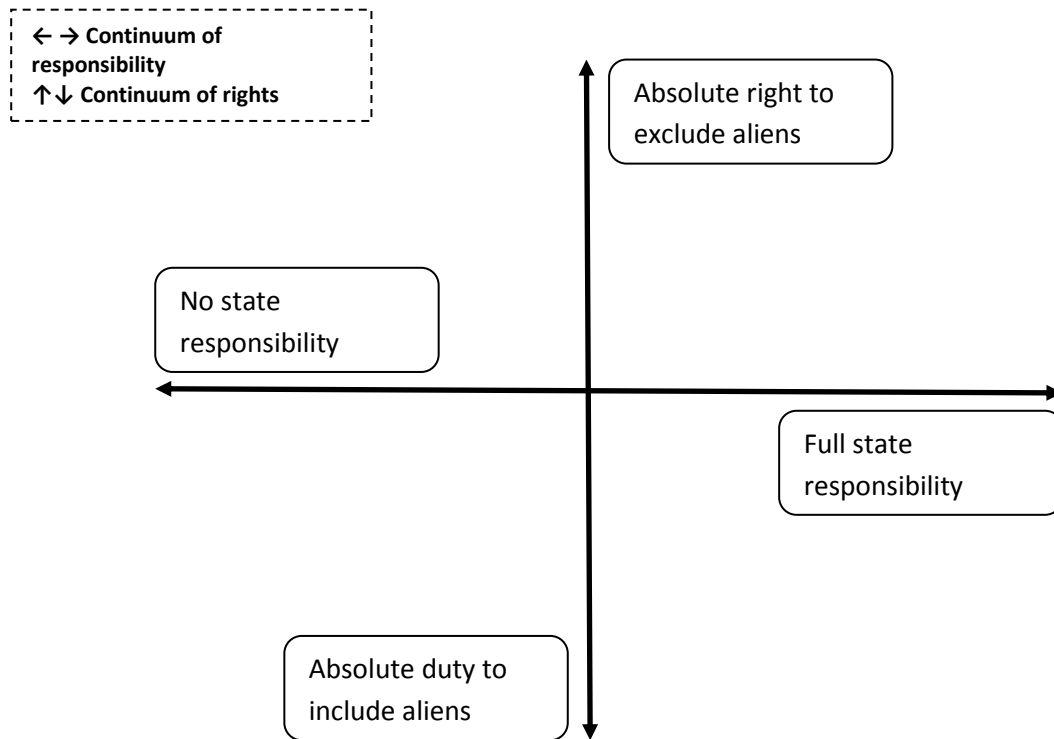 ← → Continuum of
responsibility
↑↓ Continuum of rights
Absolute right to
exclude aliens
No state
responsibility
Full state
responsibility
Absolute duty to
include aliens